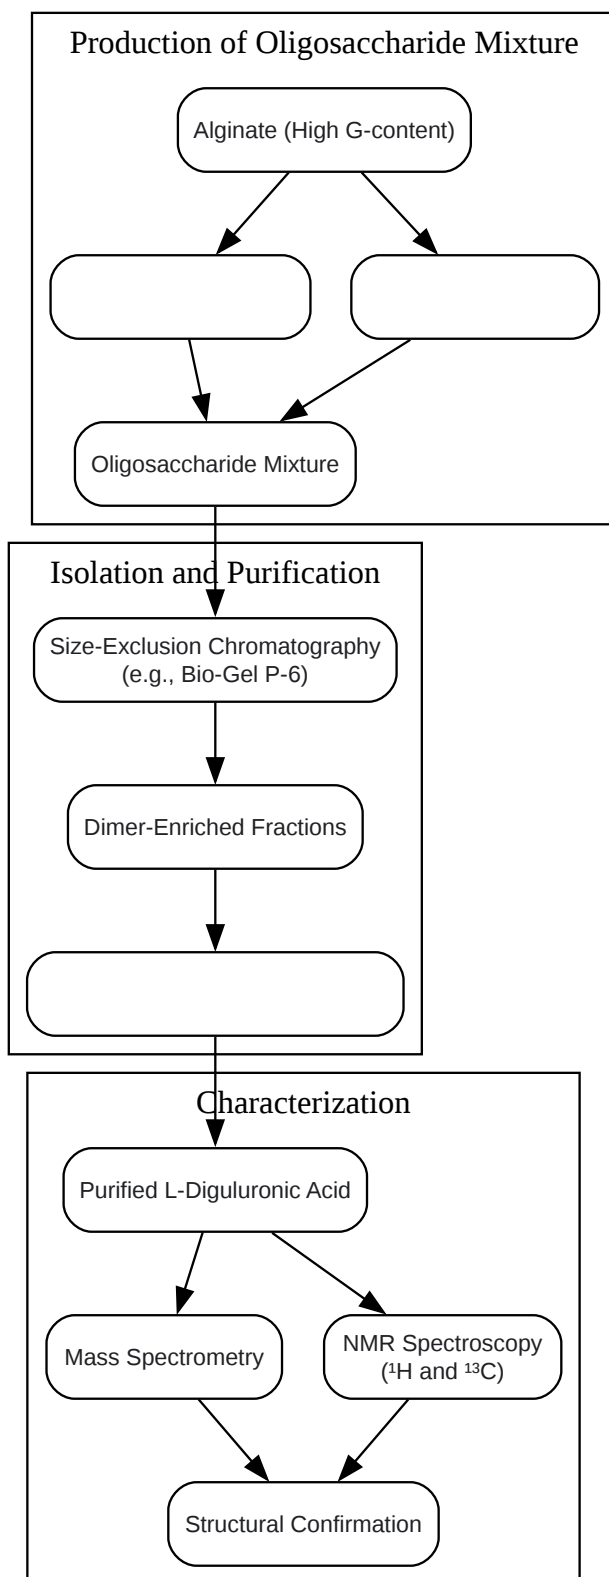 Production of Oligosaccharide Mixture
Alginate (High G-content)
Oligosaccharide Mixture
Isolation and Purification
Size-Exclusion Chromatography
(e.g., Bio-Gel P-6)
Dimer-Enriched Fractions
Characterization
Purified L-Diguluronic Acid
Mass Spectrometry
NMR Spectroscopy
(¹H and ¹³C)
Structural Confirmation